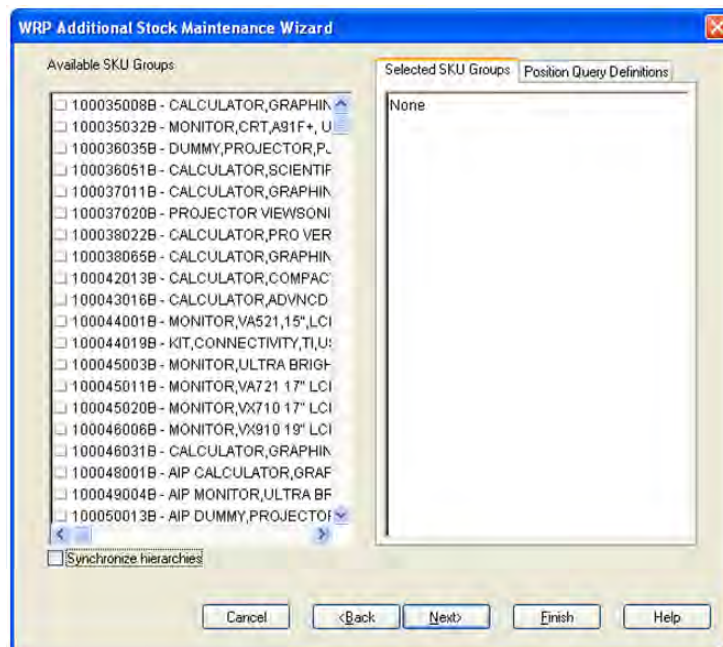 WRP Additional Stock Maintenance Wizard
Available SKU Groups
100035008B - CALCULATOR,GRAPHIN
100035032B - MONITOR,CRT,A91F+, U
100036035B - DUMMY,PROJECTOR,PJ
100036051B - CALCULATOR,SCIENTIF
100037011B - CALCULATOR,GRAPHIN
100037020B - PROJECTOR VIEWSONI
100038022B - CALCULATOR,PRO VER
100038065B - CALCULATOR,GRAPHIN
100042013B - CALCULATOR,COMPAC
100043016B - CALCULATOR,ADVNCD
100044001B - MONITOR,VA521,15",LCI
100044019B - KIT,CONNECTIVITY,TI,U
100045003B - MONITOR,ULTRA BRIGH
100045011B - MONITOR,VA721 17" LCI
100045020B - MONITOR,VX710 17" LCI
100046006B - MONITOR,VX910 19" LCI
100046031B - CALCULATOR,GRAPHIN
100048001B - AIP CALCULATOR,GRAF
100049004B - AIP MONITOR,ULTRA BF
100050013B - AIP DUMMY,PROJECTOF
Synchronize hierarchies
Selected SKU Groups Position Query Definitions
None
Cancel <Back Next> Finish Help